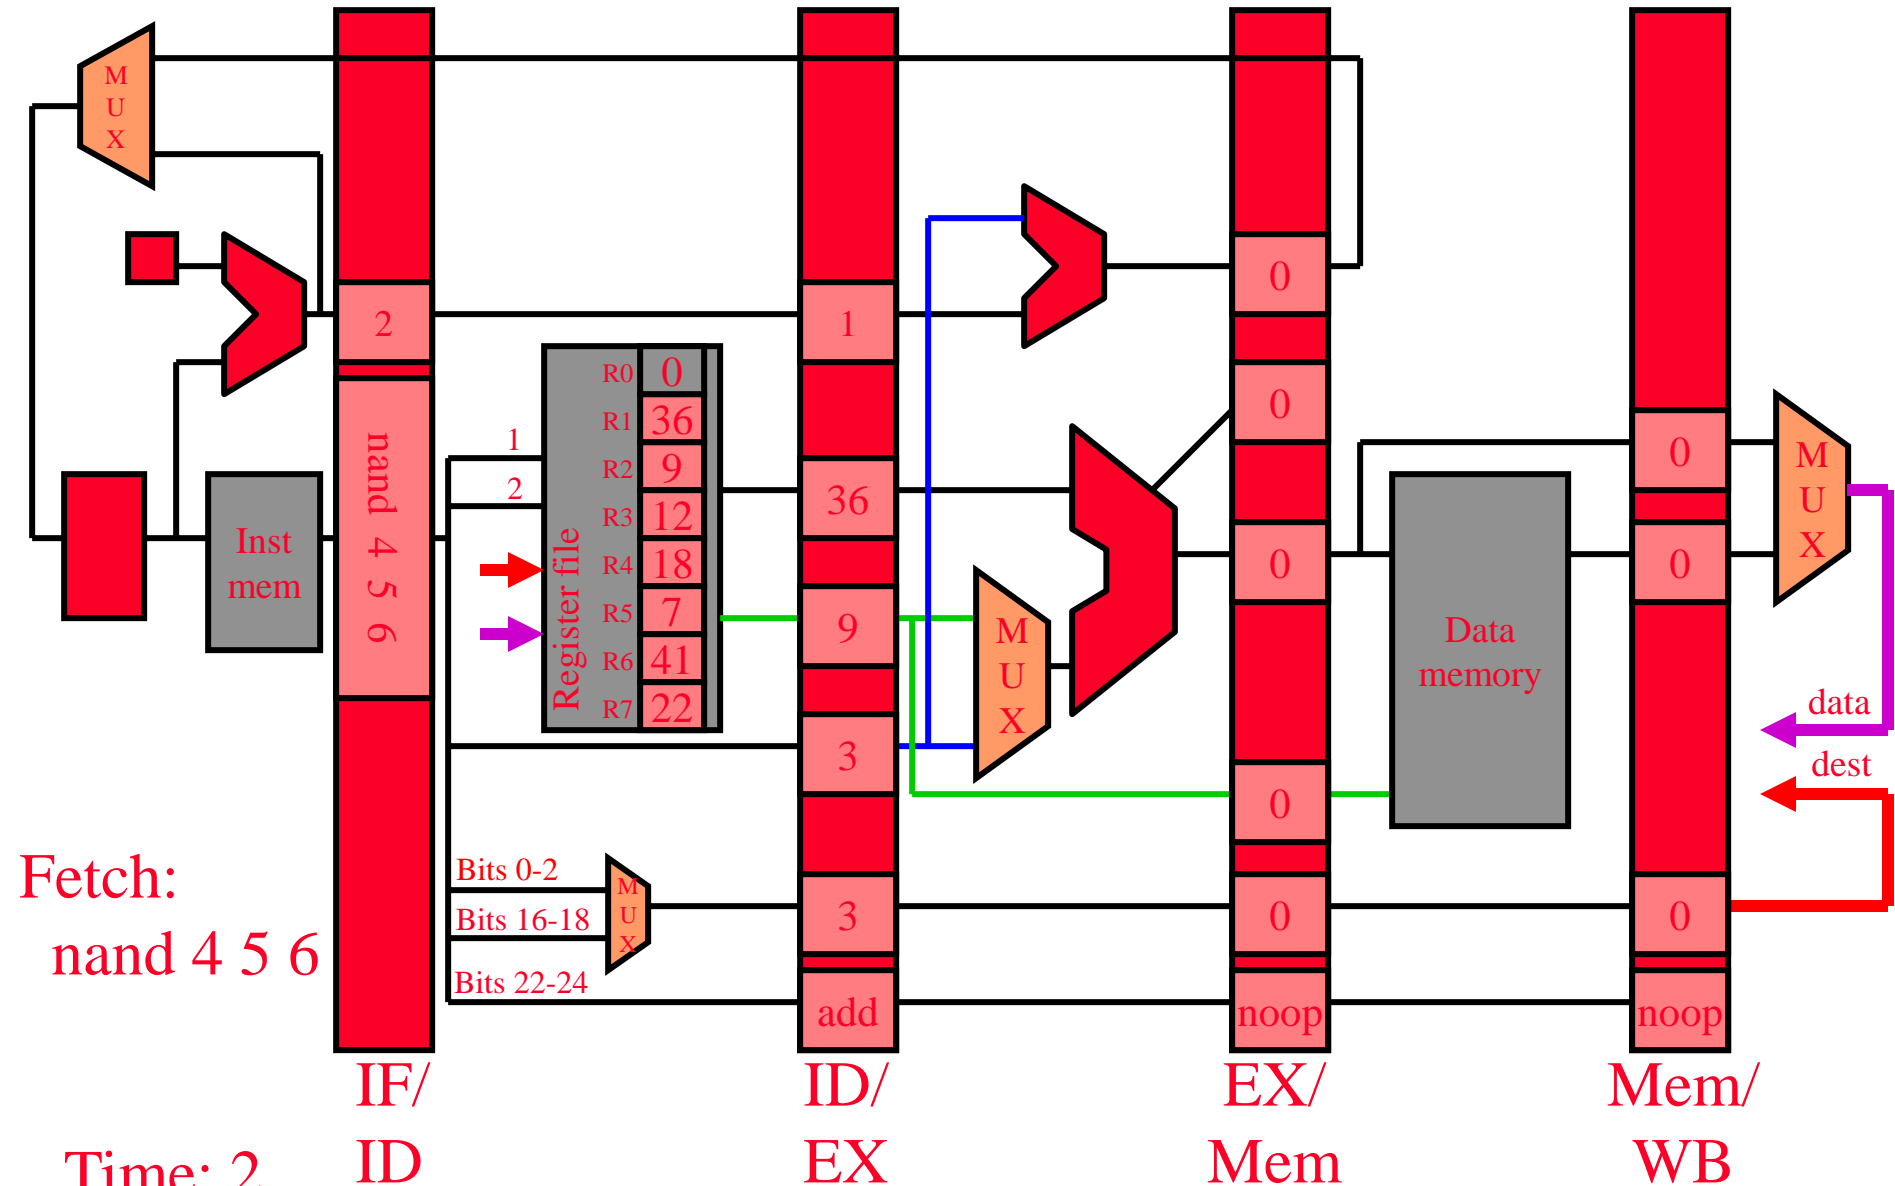 M
U
X
2
nand 4 5 6
Inst
mem
1
2
Register file
R0 0
R1 36
R2 9
R3 12
R4 18
R5 7
R6 41
R7 22
Bits 0-2
Bits 16-18
Bits 22-24
M
U
X
1
36
9
3
3
add
M
U
X
0
0
0
0
0
noop
Data
memory
0
0
0
noop
M
U
X
data
dest
Fetch:
nand 4 5 6
Time: 2
IF/
ID
ID/
EX
EX/
Mem
Mem/
WB